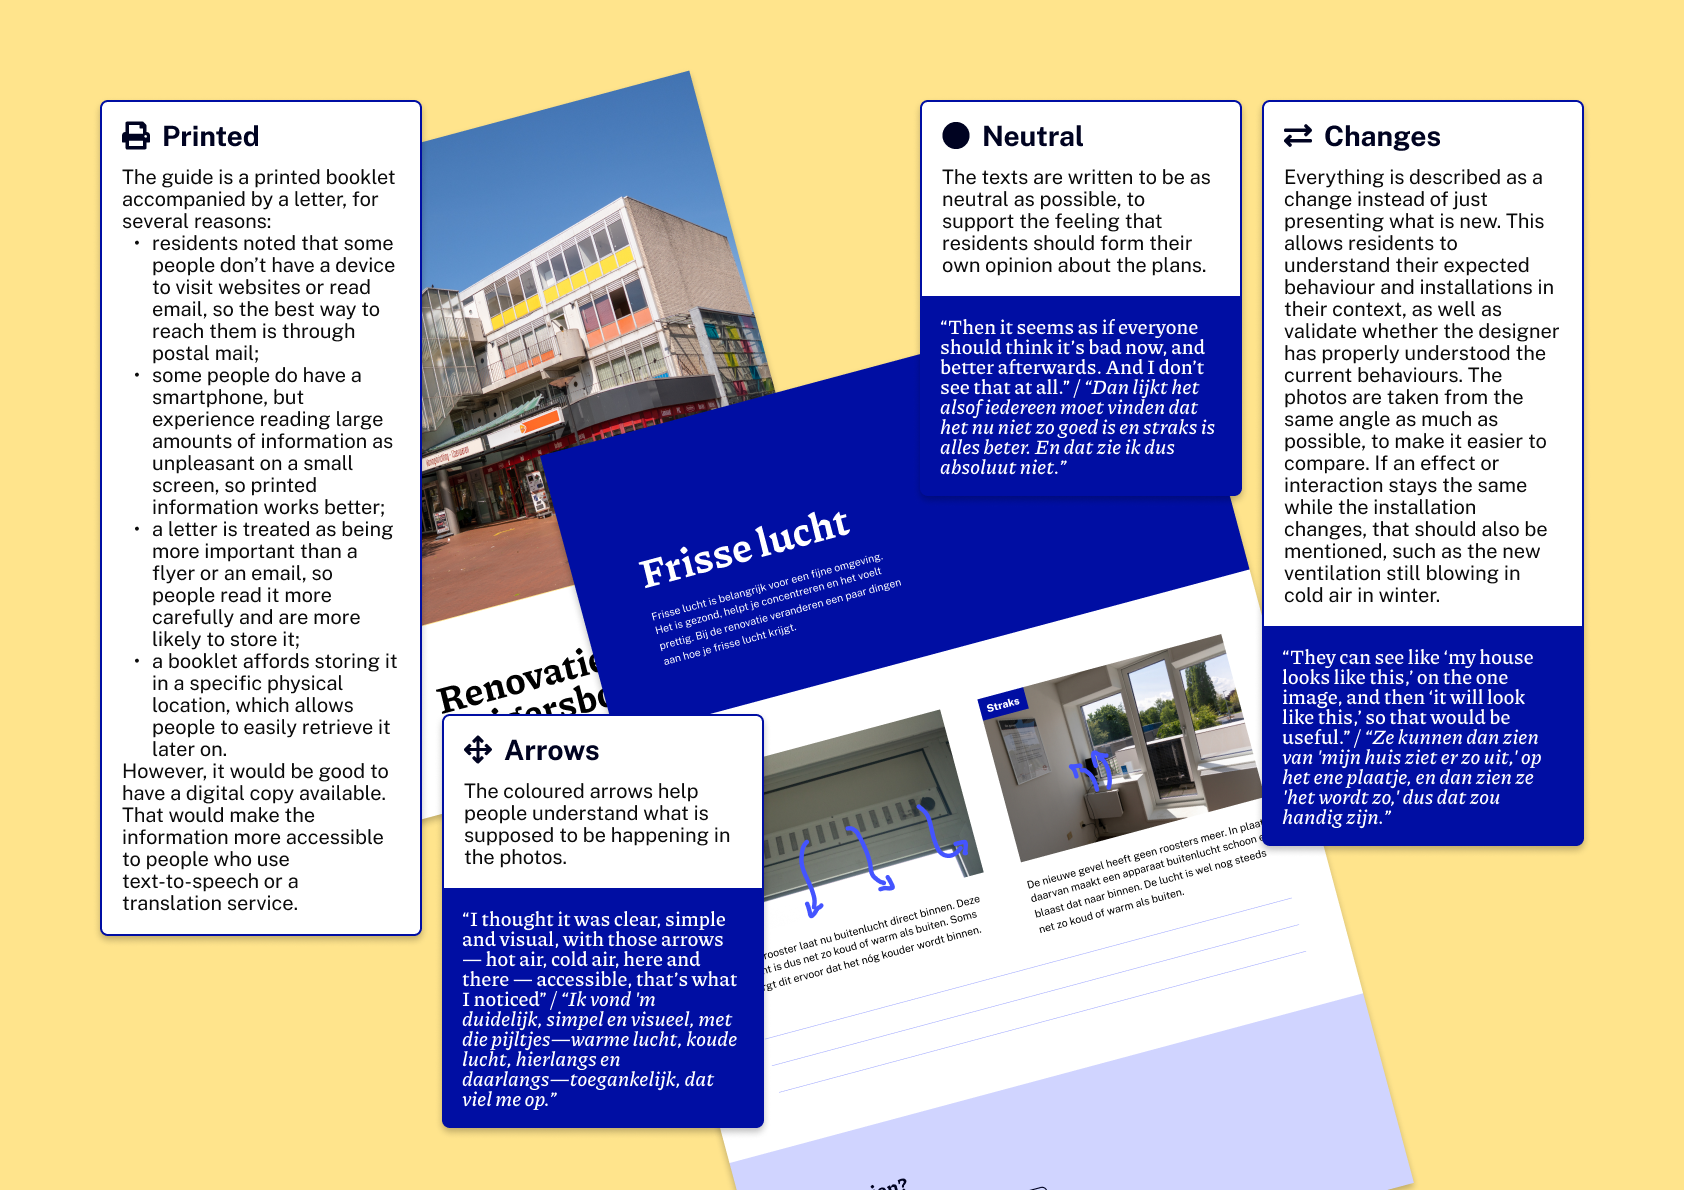 Printed
The guide is a printed booklet
accompanied by a letter, for
several reasons:
• residents noted that some
people don’t have a device
to visit websites or read
email, so the best way to
reach them is through
postal mail;
• some people do have a
smartphone, but
experience reading large
amounts of information as
unpleasant on a small
screen, so printed
information works better;
• a letter is treated as being
more important than a
flyer or an email, so
people read it more
carefully and are more
likely to store it;
• a booklet affords storing it
in a specific physical
location, which allows
people to easily retrieve it
later on.
However, it would be good to
have a digital copy available.
That would make the
information more accessible
to people who use
text-to-speech or a
translation service.
Renovatie
Arrows
The coloured arrows help
people understand what is
supposed to be happening in
the photos.
“I thought it was clear, simple
and visual, with those arrows
— hot air, cold air, here and
there — accessible, that’s what
I noticed” / “Ik vond 'm
duidelijk, simpel en visueel, met
die pijltjes—warme lucht, koude
lucht, hierlangs en
daarlangs—toegankelijk, dat
viel me op.”
Frisse lucht
Frisse lucht is belangrijk voor een fijne omgeving.
Het is gezond, helpt je concentreren en het voelt
prettig. Bij de renovatie veranderen een paar dingen
aan hoe je frisse lucht krijgt.
rooster laat nu buitenlucht direct binnen. Deze
is dus net zo koud of warm als buiten. Soms
dit ervoor dat het nóg kouder wordt binnen.
Straks
De nieuwe gevel heeft geen roosters meer. In plaat
daarvan maakt een apparaat buitenlucht schoon e
blaast dat naar binnen. De lucht is wel nog steeds
net zo koud of warm als buiten.
Neutral
The texts are written to be as
neutral as possible, to
support the feeling that
residents should form their
own opinion about the plans.
“Then it seems as if everyone
should think it’s bad now, and
better afterwards. And I don’t
see that at all.” / “Dan lijkt het
alsof iedereen moet vinden dat
het nu niet zo goed is en straks is
alles beter. En dat zie ik dus
absoluut niet.”
Changes
Everything is described as a
change instead of just
presenting what is new. This
allows residents to
understand their expected
behaviour and installations in
their context, as well as
validate whether the designer
has properly understood the
current behaviours. The
photos are taken from the
same angle as much as
possible, to make it easier to
compare. If an effect or
interaction stays the same
while the installation
changes, that should also be
mentioned, such as the new
ventilation still blowing in
cold air in winter.
“They can see like ‘my house
looks like this,’ on the one
image, and then ‘it will look
like this,’ so that would be
useful.” / “Ze kunnen dan zien
van 'mijn huis ziet er zo uit,' op
het ene plaatje, en dan zien ze
'het wordt zo,' dus dat zou
handig zijn.”